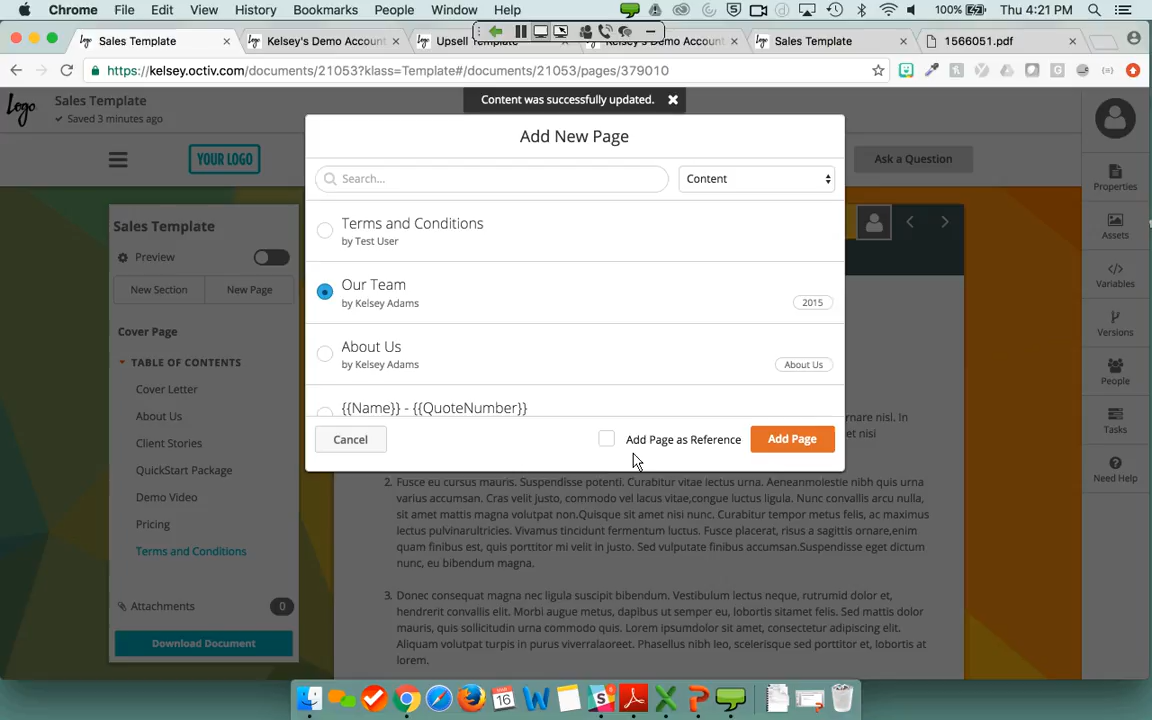 Chrome File Edit View History Bookmarks People Window Help 100% Thu 4:21 PM
Sales Template Kelsey's Demo Account Upsell Template Kelsey's Demo Account Sales Template 1566051.pdf
https://kelsey.octiv.com/documents/21053?klass=Template#/documents/21053/pages/379010
Logo
Sales Template
Saved 3 minutes ago
Content was successfully updated.
YOUR LOGO
Ask a Question
Add New Page
Search...
Content
Terms and Conditions
by Test User
Our Team
by Kelsey Adams
2015
About Us
by Kelsey Adams
About Us
{{Name}} - {{QuoteNumber}}
Cancel
Add Page as Reference
Add Page
Sales Template
Preview
New Section
New Page
Cover Page
TABLE OF CONTENTS
Cover Letter
About Us
Client Stories
QuickStart Package
Demo Video
Pricing
Terms and Conditions
Attachments
0
Download Document
Properties
Assets
Variables
Versions
People
Tasks
Need Help
ornare nisl. In
erat nisi
2. Fusce eu cursus mauris. Suspendisse potenti. Curabitur vitae lectus urna. Aeneanmoiestie nibh quis urna
varius accumsan. Cras velit justo, commodo vel lacus vitae,congue luctus ligula. Nunc convallis arcu nulla,
sit amet mattis magna volutpat non.Quisque sit amet nisi nunc. Curabitur tempor metus felis, ac maximus
lectus pulvinarultricies. Vivamus tincidunt fermentum luctus. Fusce placerat, risus a sagittis ornare,enim
quam finibus est, quis porttitor mi velit in justo. Sed vulputate finibus accumsan.Suspendisse eget dictum
nunc, eu bibendum magna.
3. Donec consequat magna nec ligula suscipit bibendum. Vestibulum lectus neque, rutrumid dolor et,
hendrerit convallis elit. Morbi augue metus, dapibus ut semper eu, lobortis sitamet felis. Sed mattis dolor
mauris, quis sollicitudin urna commodo quis. Lorem ipsum dolor sit amet, consectetur adipiscing elit.
Aliquam volutpat turpis in purus viverralaoreet. Phasellus nibh leo, scelerisque sed porttitor et, lobortis et
lorem.
16